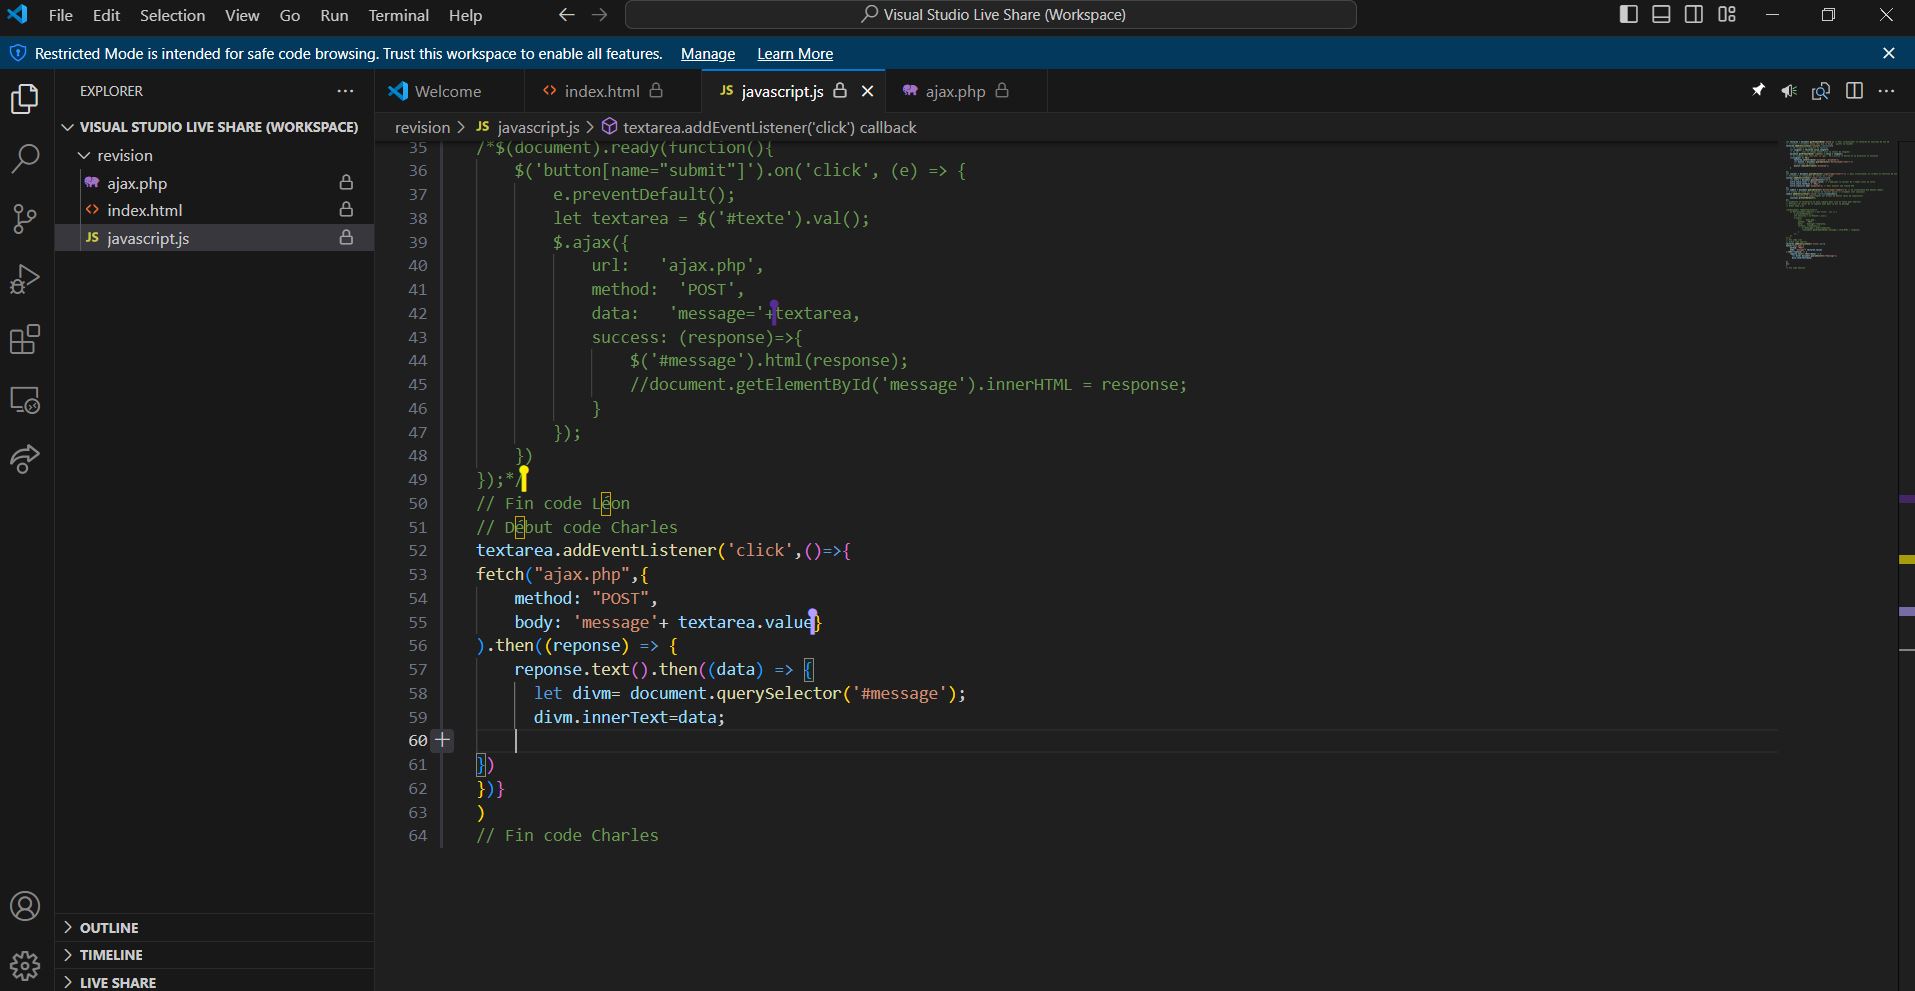 File Edit Selection View Go Run Terminal Help
Visual Studio Live Share (Workspace)
Restricted Mode is intended for safe code browsing. Trust this workspace to enable all features. Manage Learn More
EXPLORER
Welcome
index.html
JS javascript.js
ajax.php
VISUAL STUDIO LIVE SHARE (WORKSPACE)
revision
ajax.php
index.html
JS javascript.js
revision > JS javascript.js > textarea.addEventListener('click') callback
35 /*$(document).ready(function(){
36 $('button[name="submit"]').on('click', (e) => {
37 e.preventDefault();
38 let textarea = $('#texte').val();
39 $.ajax({
40 url: 'ajax.php',
41 method: 'POST',
42 data: 'message='+textarea,
43 success: (response)=>{
44 $('#message').html(response);
45 //document.getElementById('message').innerHTML = response;
46 }
47 });
48 })
49 });*/
50 // Fin code Léon
51 // Début code Charles
52 textarea.addEventListener('click',()=>{
53 fetch("ajax.php",{
54 method: "POST",
55 body: 'message'+ textarea.value}
56 ).then((reponse) => {
57 reponse.text().then((data) => {
58 let divm= document.querySelector('#message');
59 divm.innerText=data;
60
61 })
62 })}
63 )
64 // Fin code Charles
OUTLINE
TIMELINE
LIVE SHARE